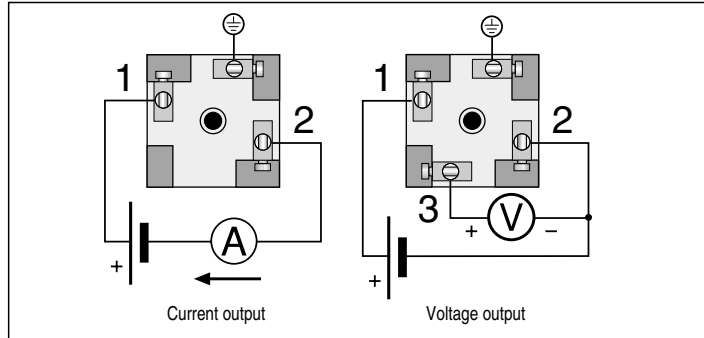 1
2
A
+
Current output
1
2
3
+ V −
+
Voltage output